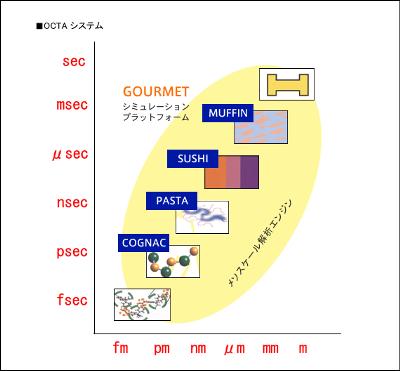 ■OCTA システム
sec
msec
μsec
nsec
psec
fsec
GOURMET
シミュレーション
プラットフォーム
MUFFIN
SUSHI
PASTA
COGNAC
メソスケール解析エンジン
fm pm nm μm mm m